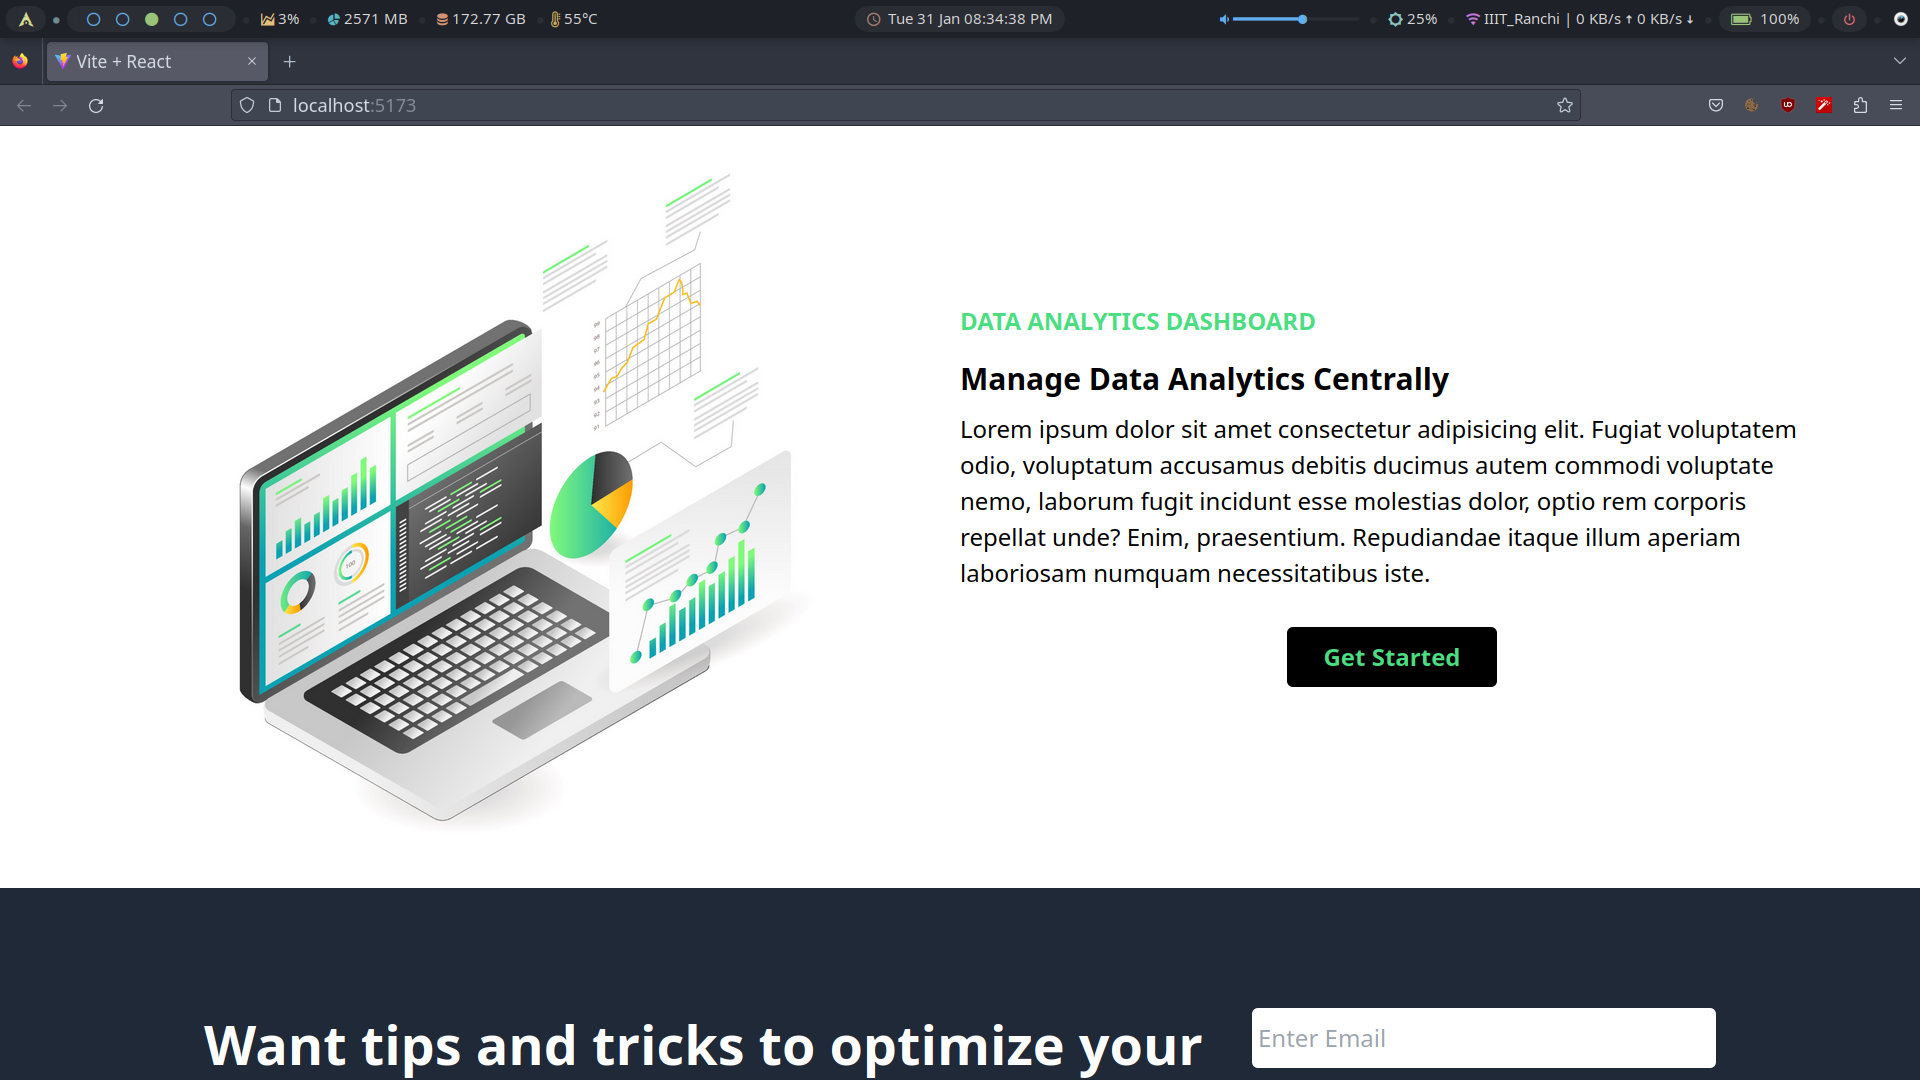 3% 2571 MB 172.77 GB 55°C Tue 31 Jan 08:34:38 PM 25% IIIT_Ranchi | 0 KB/s ↑ 0 KB/s ↓ 100%
Vite + React
localhost:5173
DATA ANALYTICS DASHBOARD
Manage Data Analytics Centrally
Lorem ipsum dolor sit amet consectetur adipisicing elit. Fugiat voluptatem
odio, voluptatum accusamus debitis ducimus autem commodi voluptate
nemo, laborum fugit incidunt esse molestias dolor, optio rem corporis
repellat unde? Enim, praesentium. Repudiandae itaque illum aperiam
laboriosam numquam necessitatibus iste.
Get Started
100
Want tips and tricks to optimize your
Enter Email